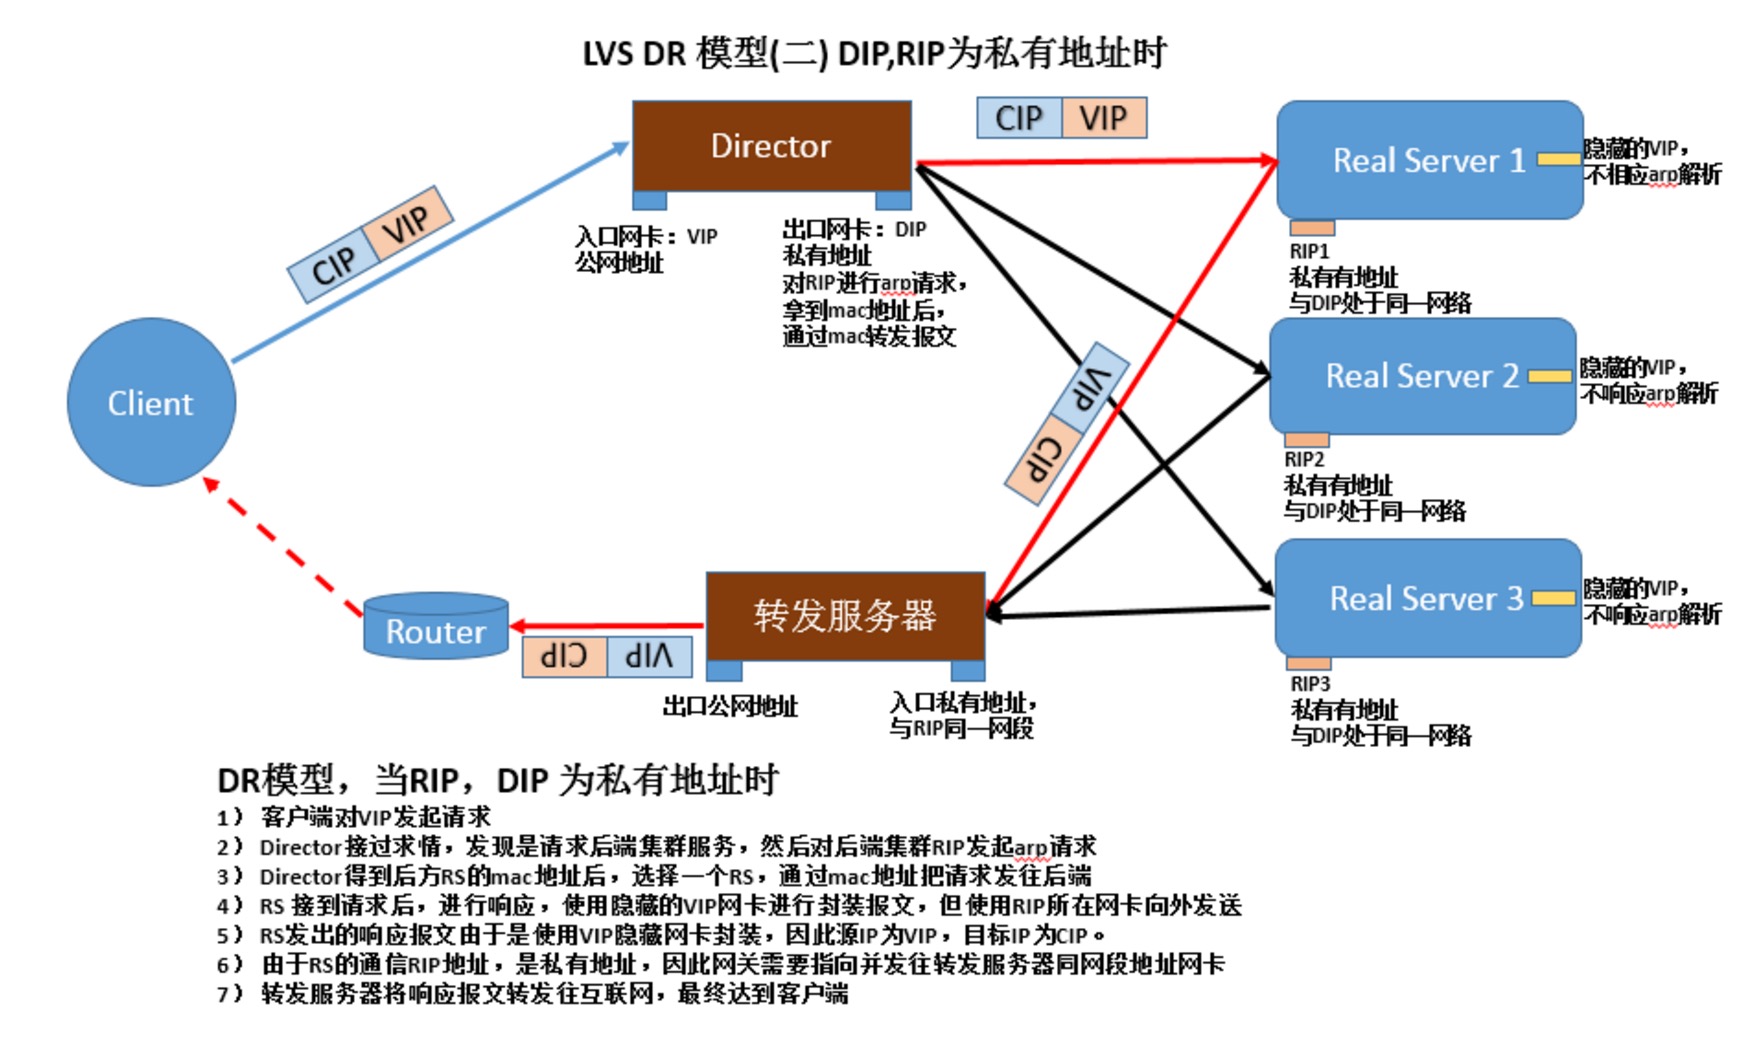 LVS DR 模型(二) DIP,RIP为私有地址时
CIP VIP
Director
Real Server 1
隐藏的VIP，
不相应arp解析
CIP VIP
入口网卡：VIP
公网地址
出口网卡：DIP
私有地址
对RIP进行arp请求，
拿到mac地址后，
通过mac转发报文
RIP1
私有有地址
与DIP处于同一网络
Client
Real Server 2
隐藏的VIP，
不响应arp解析
VIP CIP
RIP2
私有有地址
与DIP处于同一网络
Router
CIP VIP
转发服务器
Real Server 3
隐藏的VIP，
不响应arp解析
出口公网地址
入口私有地址，
与RIP同一网段
RIP3
私有有地址
与DIP处于同一网络
DR模型，当RIP，DIP 为私有地址时
1） 客户端对VIP发起请求
2） Director接过求情，发现是请求后端集群服务，然后对后端集群RIP发起arp请求
3） Director得到后方RS的mac地址后，选择一个RS，通过mac地址把请求发往后端
4） RS 接到请求后，进行响应，使用隐藏的VIP网卡进行封装报文，但使用RIP所在网卡向外发送
5） RS发出的响应报文由于是使用VIP隐藏网卡封装，因此源IP为VIP，目标IP为CIP。
6） 由于RS的通信RIP地址，是私有地址，因此网关需要指向并发往转发服务器同网段地址网卡
7） 转发服务器将响应报文转发往互联网，最终达到客户端